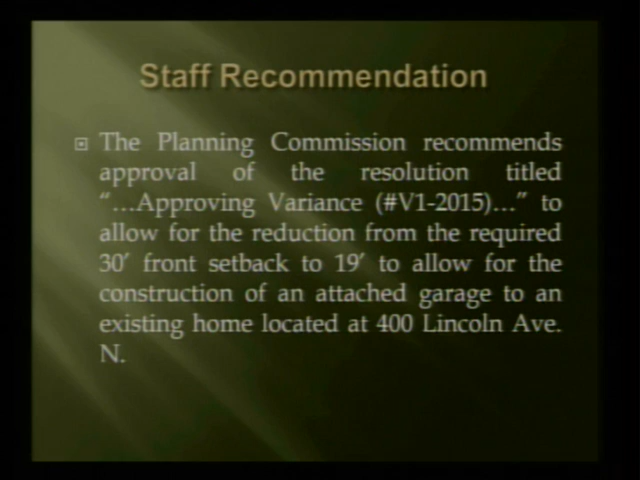 Staff Recommendation
The Planning Commission recommends
approval of the resolution titled
“…Approving Variance (#V1-2015)…” to
allow for the reduction from the required
30′ front setback to 19′ to allow for the
construction of an attached garage to an
existing home located at 400 Lincoln Ave.
N.